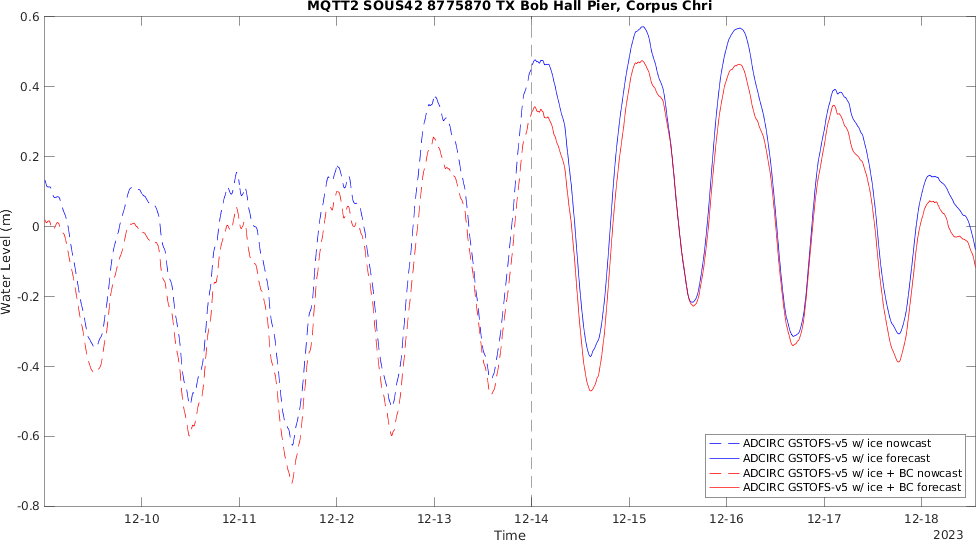 MQTT2 SOUS42 8775870 TX Bob Hall Pier, Corpus Chri
0.6
0.4
0.2
0
-0.2
-0.4
-0.6
-0.8
Water Level (m)
ADCIRC GSTOFS-v5 w/ ice nowcast
ADCIRC GSTOFS-v5 w/ ice forecast
ADCIRC GSTOFS-v5 w/ ice + BC nowcast
ADCIRC GSTOFS-v5 w/ ice + BC forecast
12-10 12-11 12-12 12-13 12-14 12-15 12-16 12-17 12-18
Time
2023